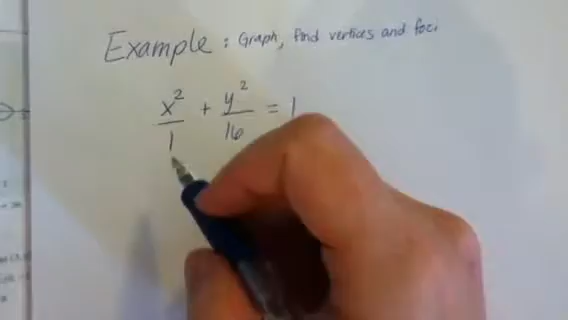 Example: Graph, find vertices and foci
x²/1 + y²/16 = 1